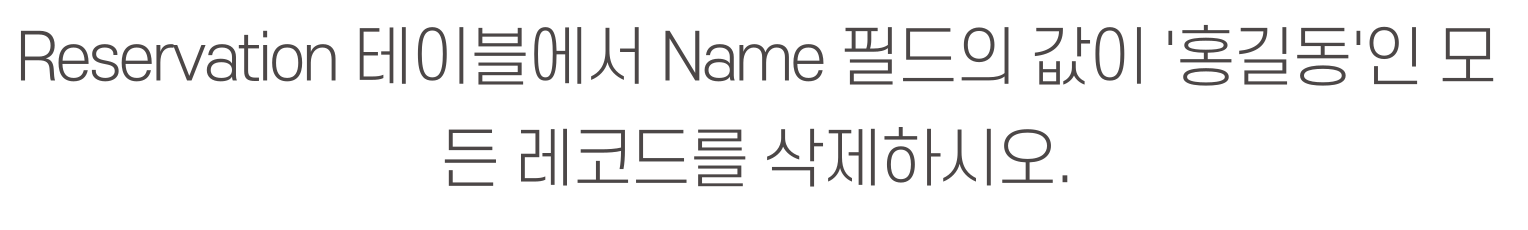 Reservation 테이블에서 Name 필드의 값이 '홍길동'인 모
든 레코드를 삭제하시오.